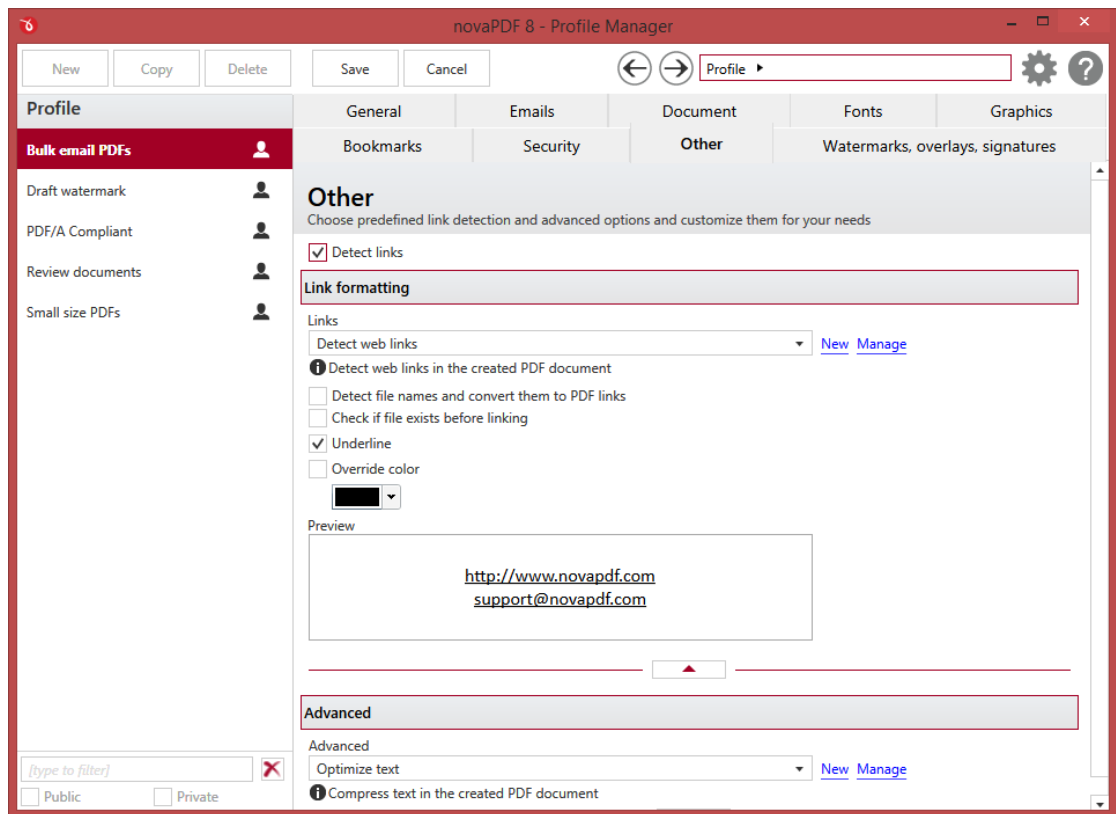 novaPDF 8 - Profile Manager
New Copy Delete Save Cancel Profile
Profile
Bulk email PDFs
Draft watermark
PDF/A Compliant
Review documents
Small size PDFs
[type to filter]
Public Private
General Emails Document Fonts Graphics
Bookmarks Security Other Watermarks, overlays, signatures
Other
Choose predefined link detection and advanced options and customize them for your needs
Detect links
Link formatting
Links
Detect web links New Manage
Detect web links in the created PDF document
Detect file names and convert them to PDF links
Check if file exists before linking
Underline
Override color
Preview
http://www.novapdf.com
support@novapdf.com
Advanced
Advanced
Optimize text New Manage
Compress text in the created PDF document